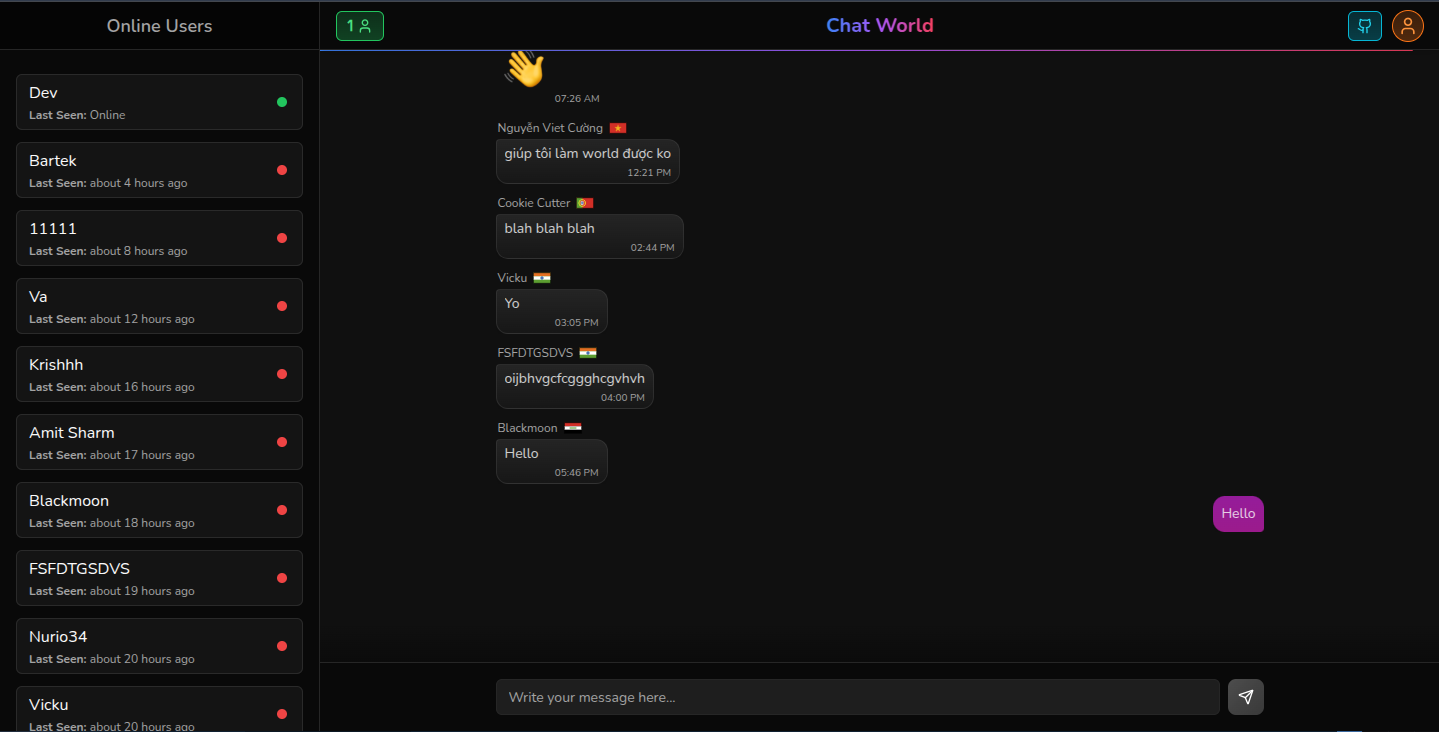 Online Users
Dev
Last Seen: Online
Bartek
Last Seen: about 4 hours ago
11111
Last Seen: about 8 hours ago
Va
Last Seen: about 12 hours ago
Krishhh
Last Seen: about 16 hours ago
Amit Sharm
Last Seen: about 17 hours ago
Blackmoon
Last Seen: about 18 hours ago
FSFDTGSDVS
Last Seen: about 19 hours ago
Nurio34
Last Seen: about 20 hours ago
Vicku
Last Seen: about 20 hours ago
1
Chat World
07:26 AM
Nguyễn Viet Cường
giúp tôi làm world được ko
12:21 PM
Cookie Cutter
blah blah blah
02:44 PM
Vicku
Yo
03:05 PM
FSFDTGSDVS
oijbhvgcfcggghcgvhvh
04:00 PM
Blackmoon
Hello
05:46 PM
Hello
Write your message here...